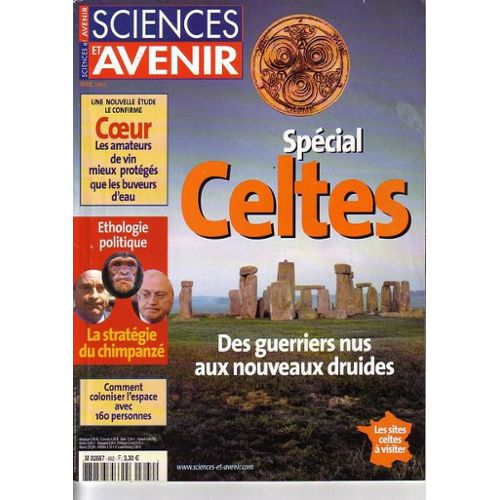 SCIENCES et AVENIR
SCIENCES
ET
AVENIR
AVRIL 2002
UNE NOUVELLE ÉTUDE
LE CONFIRME
Cœur
Les amateurs
de vin
mieux protégés
que les buveurs
d'eau
Spécial
Celtes
Ethologie
politique
La stratégie
du chimpanzé
Des guerriers nus
aux nouveaux druides
Comment
coloniser l'espace
avec
160 personnes
Les sites
celtes
à visiter
3,30 €
www.sciences-et-avenir.com